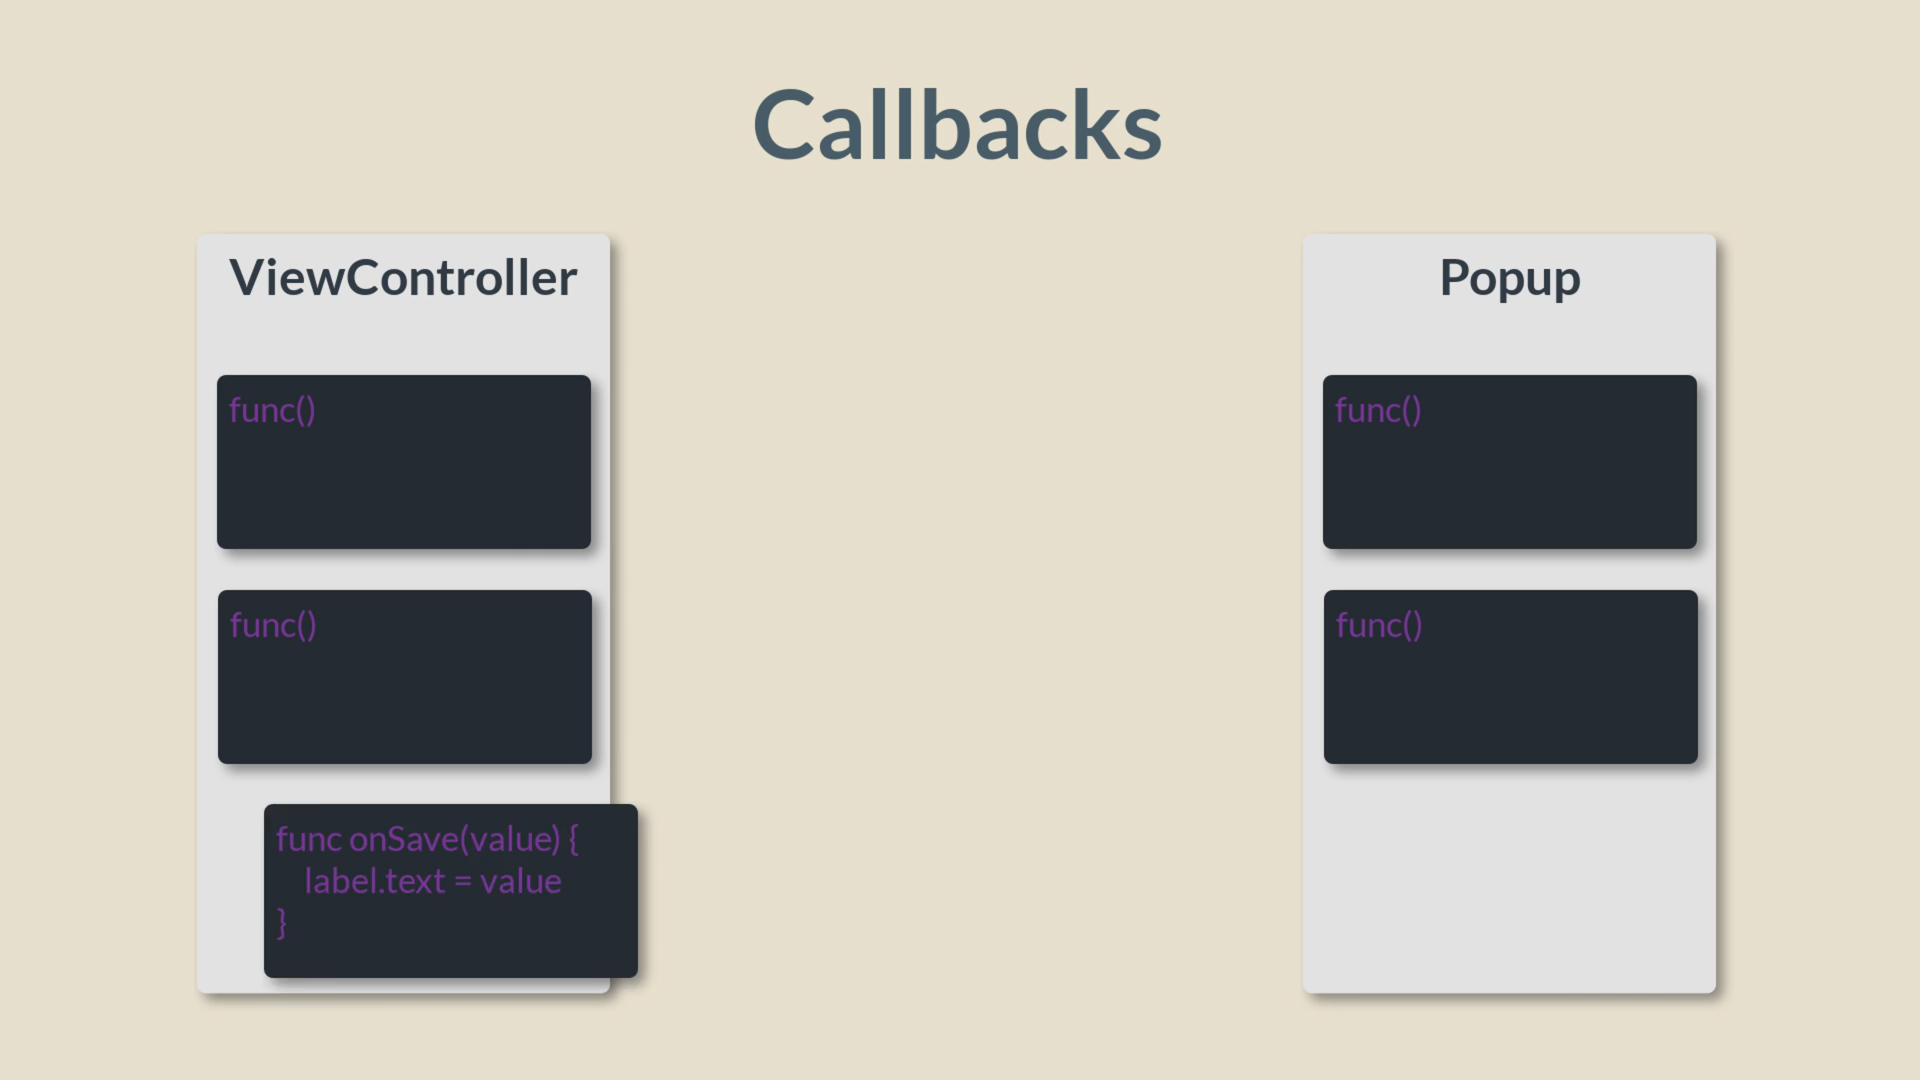 Callbacks
ViewController
func()
func()
func onSave(value) {
label.text = value
}
Popup
func()
func()